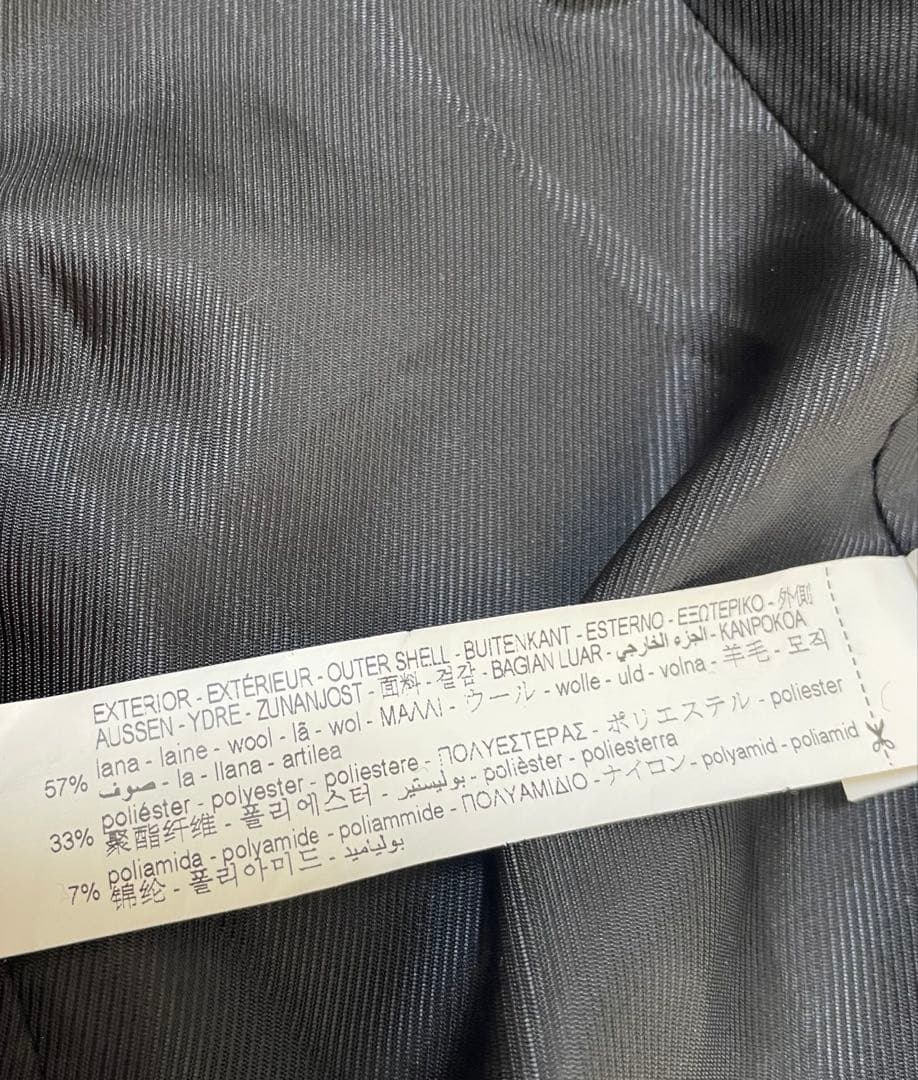 EXTERIOR - EXTÉRIEUR - OUTER SHELL - BUITENKANT - ESTERNO - ΕΞΩΤΕΡΙΚΟ - 外側
AUSSEN - YDRE - ZUNANJOST - 面料 - 겉감 - BAGIAN LUAR - الجزء الخارجي - KANPOKOA
57% lana - laine - wool - lã - wol - ΜΑΛΛΙ - ウール - wolle - uld - volna - 羊毛 - 모직
صوف - la - llana - artilea
33% poliéster - polyester - poliestere - ΠΟΛΥΕΣΤΕΡΑΣ - ポリエステル - poliester
聚酯纤维 - 폴리에스터 - بوليستير - polièster - poliesterra
7% poliamida - polyamide - poliammide - ΠΟΛΥΑΜΙΔΙΟ - ナイロン - polyamid - poliamid
锦纶 - 폴리아미드 - بولياميد